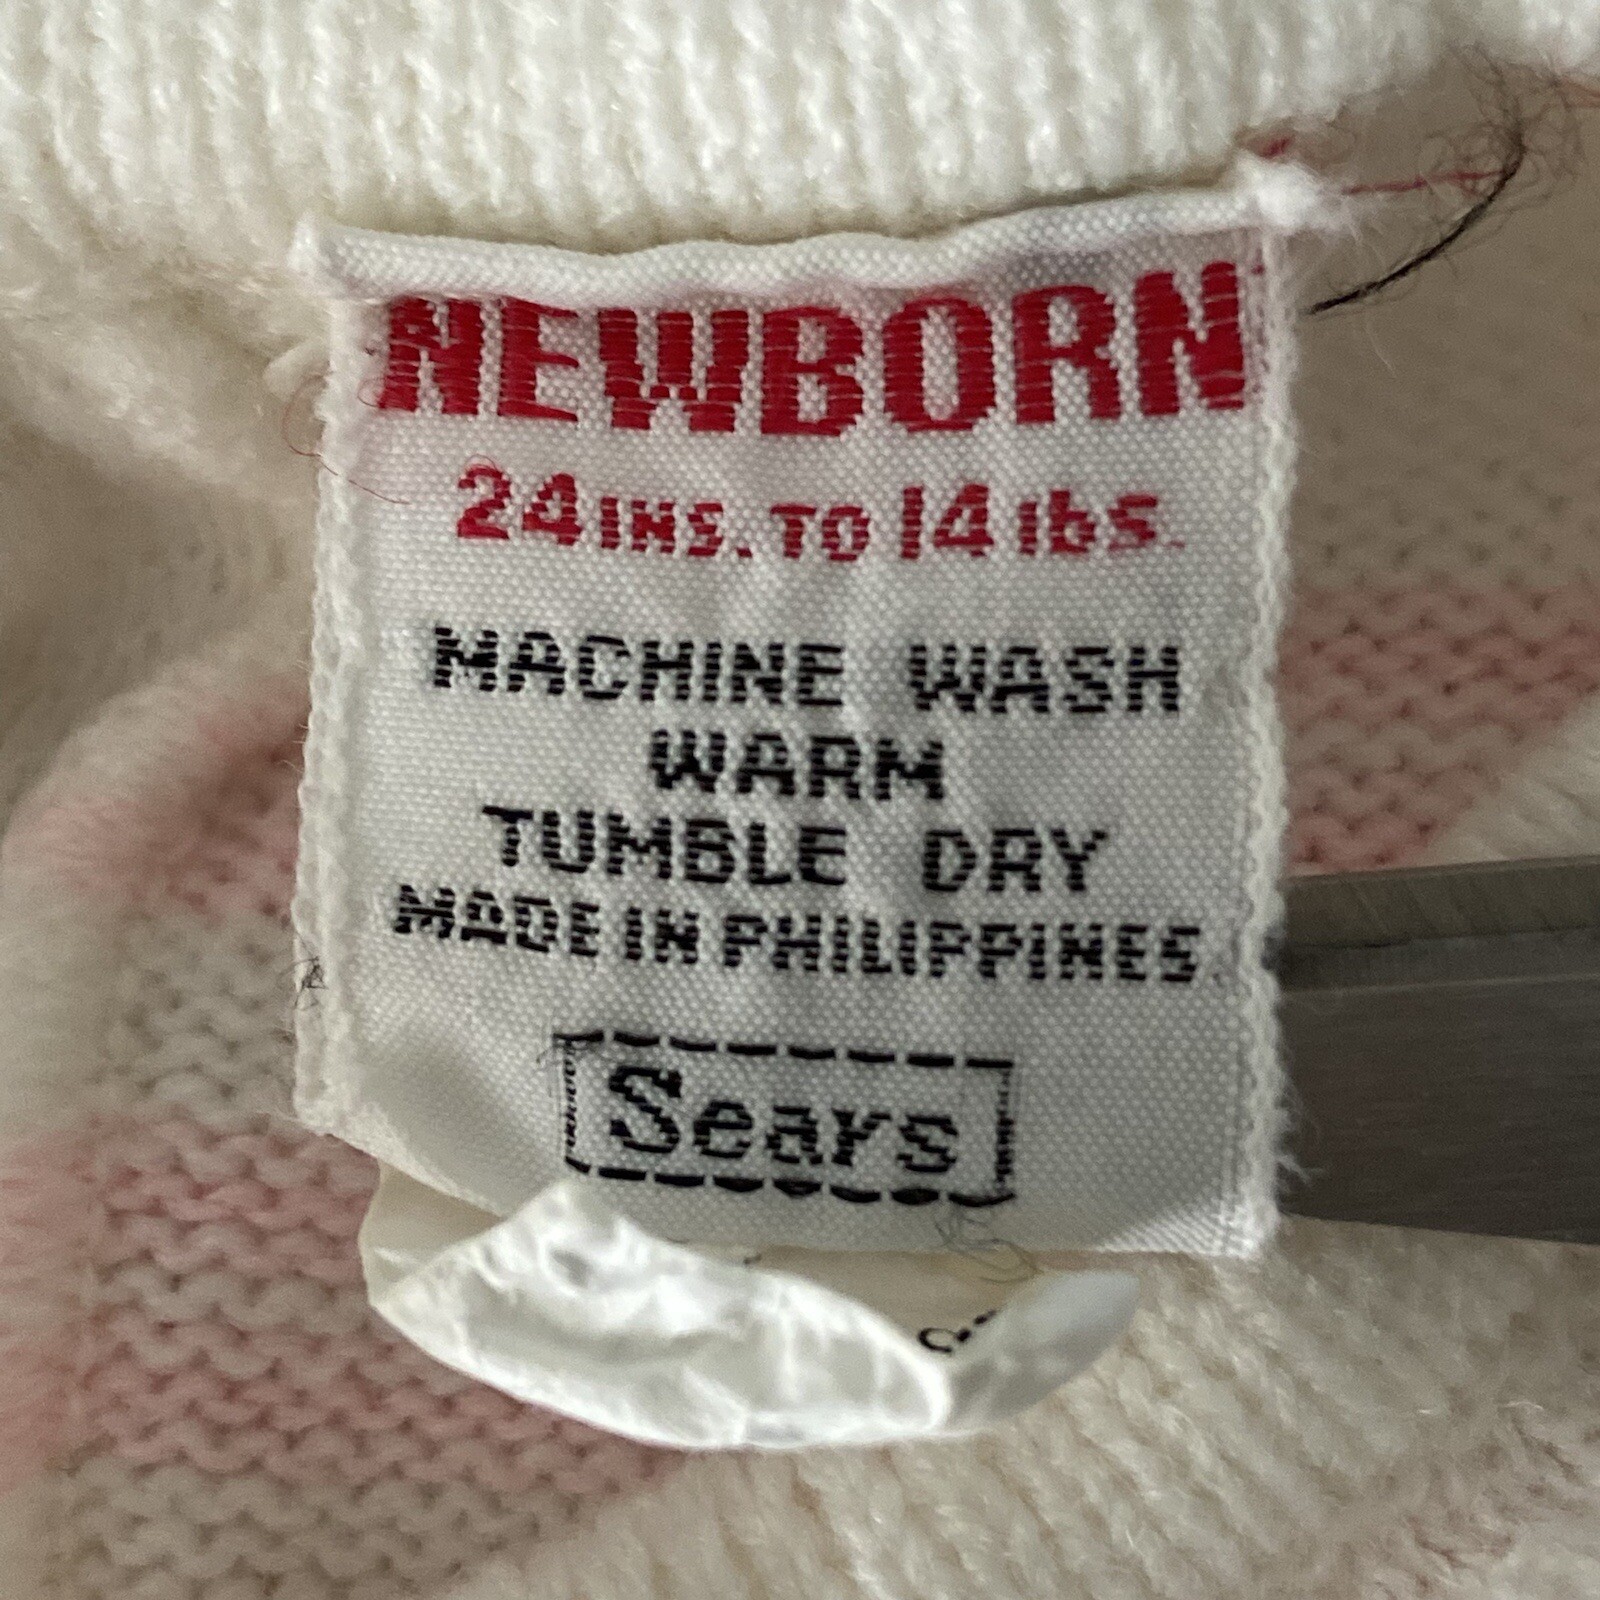 NEWBORN
24 INS. TO 14 lbs.
MACHINE WASH
WARM
TUMBLE DRY
MADE IN PHILIPPINES
Sears